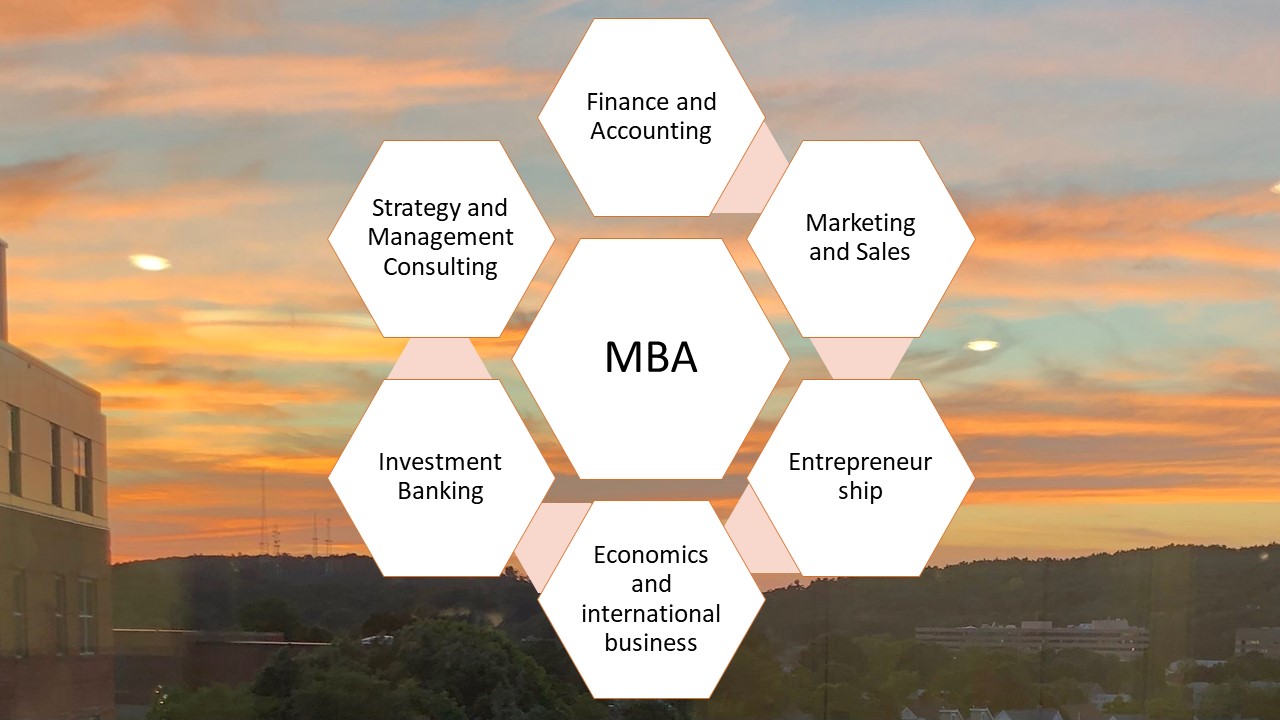 Finance and
Accounting
Strategy and
Management
Consulting
Marketing
and Sales
MBA
Investment
Banking
Entrepreneur
ship
Economics
and
international
business